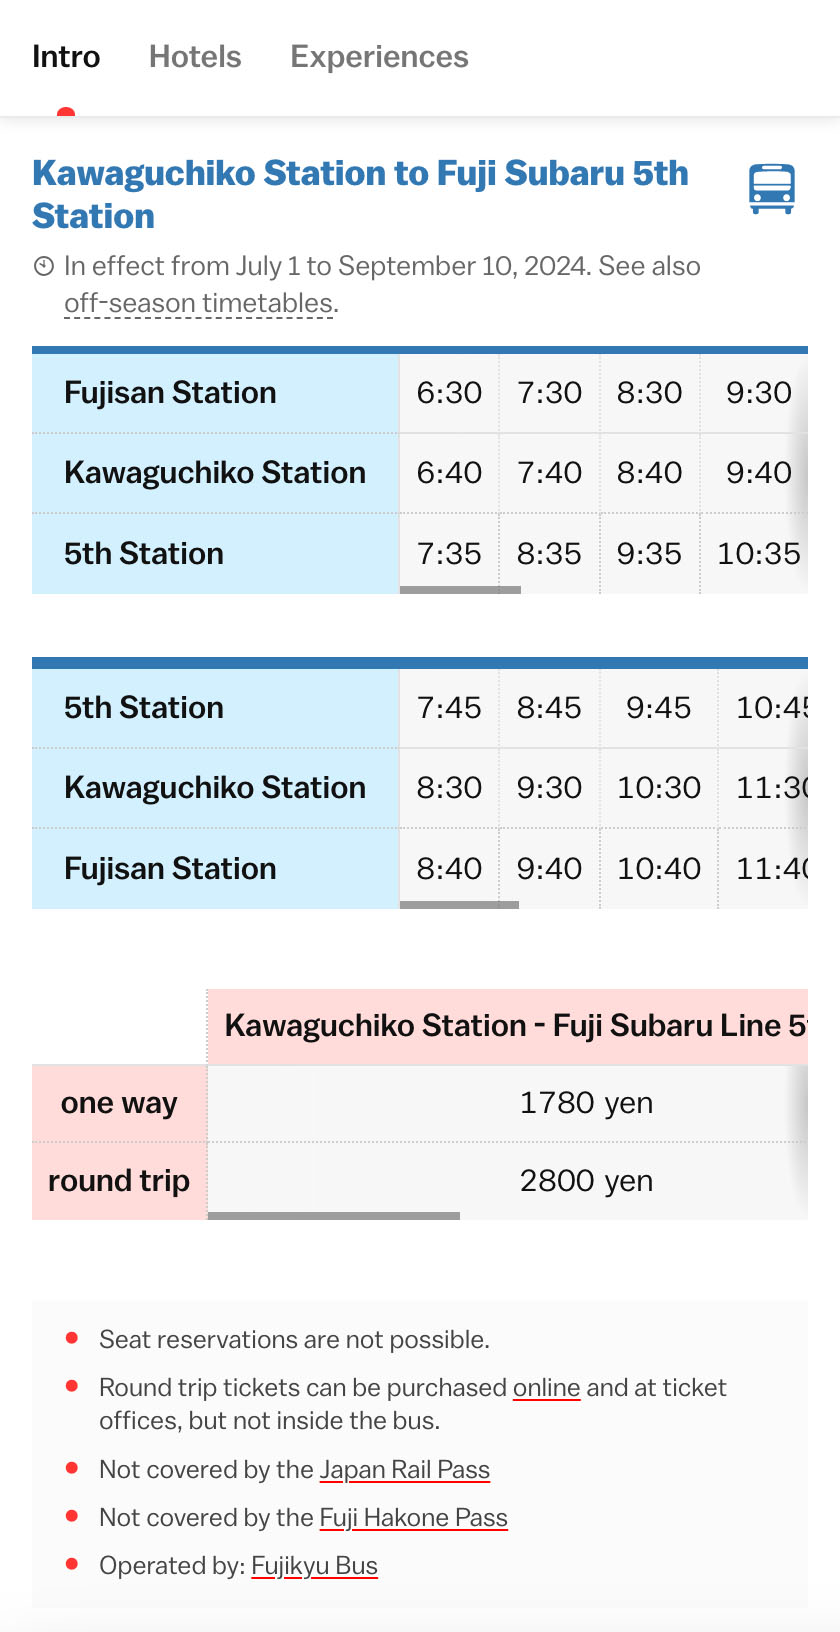 Intro Hotels Experiences
Kawaguchiko Station to Fuji Subaru 5th
Station
In effect from July 1 to September 10, 2024. See also
off-season timetables.
Fujisan Station 6:30 7:30 8:30 9:30
Kawaguchiko Station 6:40 7:40 8:40 9:40
5th Station 7:35 8:35 9:35 10:35
5th Station 7:45 8:45 9:45 10:45
Kawaguchiko Station 8:30 9:30 10:30 11:30
Fujisan Station 8:40 9:40 10:40 11:40
Kawaguchiko Station - Fuji Subaru Line 5
one way 1780 yen
round trip 2800 yen
Seat reservations are not possible.
Round trip tickets can be purchased online and at ticket
offices, but not inside the bus.
Not covered by the Japan Rail Pass
Not covered by the Fuji Hakone Pass
Operated by: Fujikyu Bus